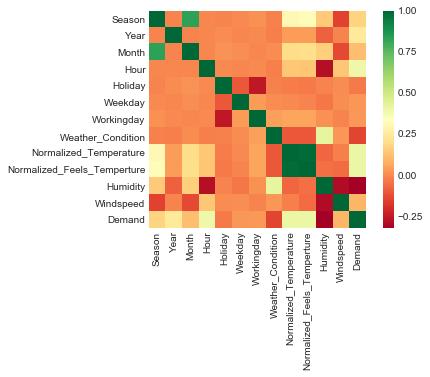 Season
Year
Month
Hour
Holiday
Weekday
Workingday
Weather_Condition
Normalized_Temperature
Normalized_Feels_Temperture
Humidity
Windspeed
Demand
Season
Year
Month
Hour
Holiday
Weekday
Workingday
Weather_Condition
Normalized_Temperature
Normalized_Feels_Temperture
Humidity
Windspeed
Demand
1.00
0.75
0.50
0.25
0.00
−0.25